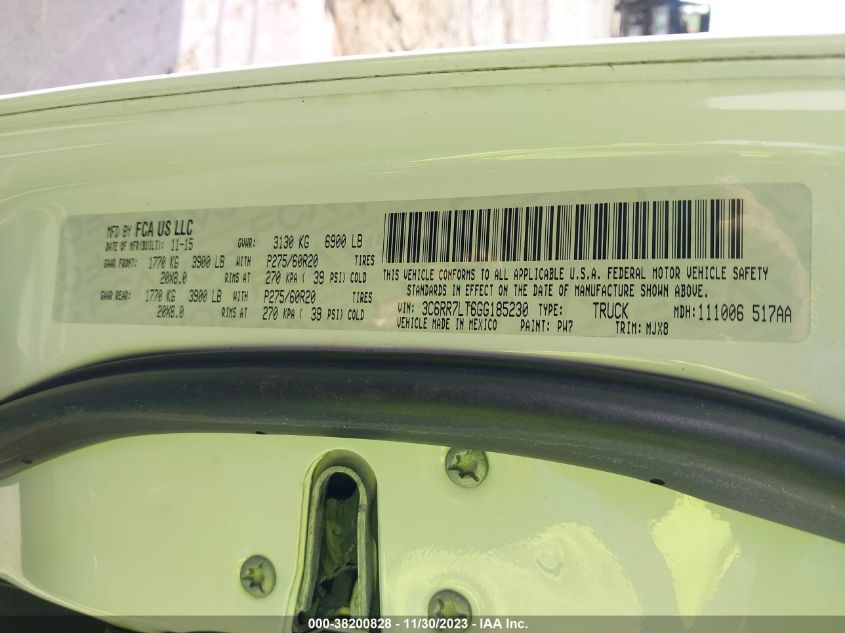 MFD BY FCA US LLC
DATE OF MFR(BUILT): 11-15 GVWR: 3130 KG 6900 LB
GAWR FRONT: 1770 KG 3900 LB WITH P275/60R20 TIRES
20X8.0 RIMS AT 270 KPA ( 39 PSI) COLD
GAWR REAR: 1770 KG 3900 LB WITH P275/60R20 TIRES
20X8.0 RIMS AT 270 KPA ( 39 PSI) COLD
THIS VEHICLE CONFORMS TO ALL APPLICABLE U.S.A. FEDERAL MOTOR VEHICLE SAFETY
STANDARDS IN EFFECT ON THE DATE OF MANUFACTURE SHOWN ABOVE.
VIN: 3C6RR7LT6GG185230 TYPE: TRUCK MDH:111006 517AA
VEHICLE MADE IN MEXICO PAINT: PW7 TRIM: MJX8
000-38200828 - 11/30/2023 - IAA Inc.